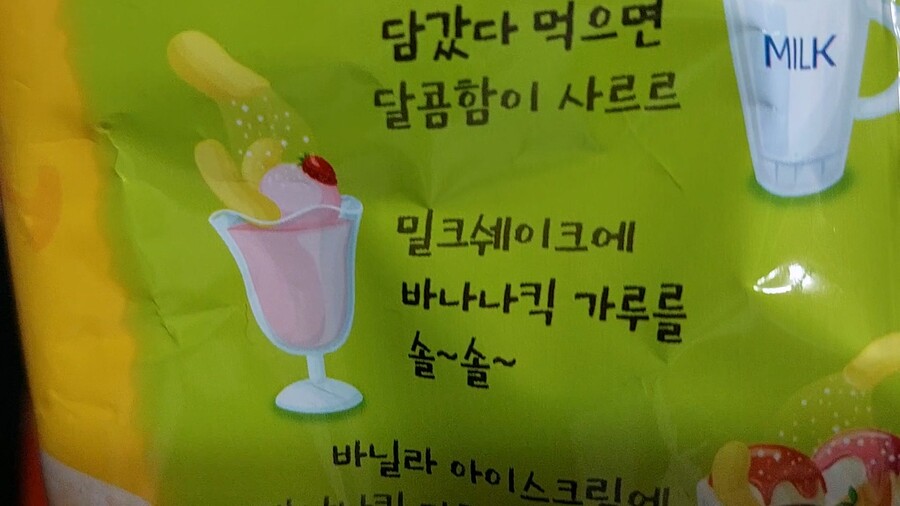 담갔다 먹으면
달콤함이 사르르
MILK
밀크쉐이크에
바나나킥 가루를
솔~솔~
바닐라 아이스크림에